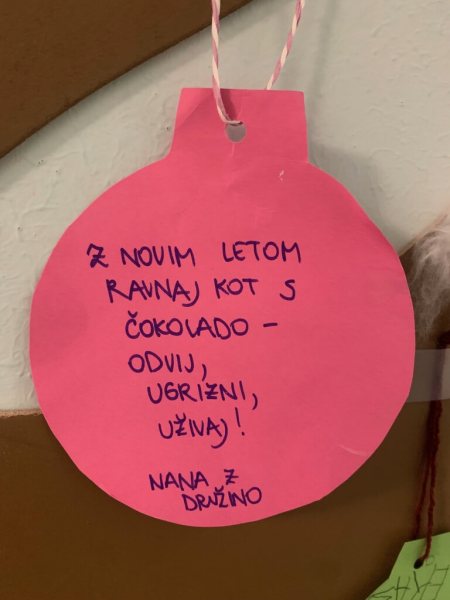 Z NOVIM LETOM
RAVNAJ KOT S
ČOKOLADO -
ODVIJ,
UGRIZNI,
UŽIVAJ!
NANA Z
DRUŽINO